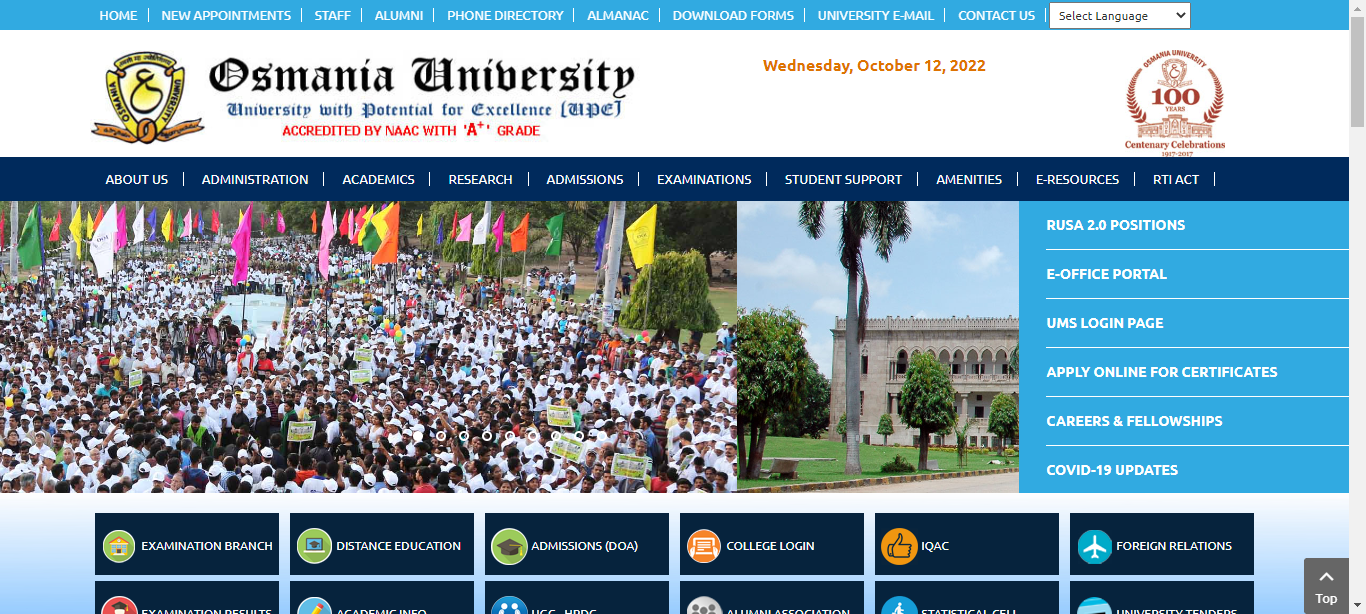 HOME NEW APPOINTMENTS STAFF ALUMNI PHONE DIRECTORY ALMANAC DOWNLOAD FORMS UNIVERSITY E-MAIL CONTACT US Select Language
OSMANIA UNIVERSITY
Osmania University
University with Potential for Excellence [UPE]
ACCREDITED BY NAAC WITH 'A+' GRADE
Wednesday, October 12, 2022
OSMANIA UNIVERSITY
100
YEARS
Centenary Celebrations
1917-2017
ABOUT US ADMINISTRATION ACADEMICS RESEARCH ADMISSIONS EXAMINATIONS STUDENT SUPPORT AMENITIES E-RESOURCES RTI ACT
RUSA 2.0 POSITIONS
E-OFFICE PORTAL
UMS LOGIN PAGE
APPLY ONLINE FOR CERTIFICATES
CAREERS & FELLOWSHIPS
COVID-19 UPDATES
EXAMINATION BRANCH DISTANCE EDUCATION ADMISSIONS (DOA) COLLEGE LOGIN IQAC FOREIGN RELATIONS
EXAMINATION RESULTS ACADEMIC INFO UGC - HRDC ALUMNI ASSOCIATION STATISTICAL CELL UNIVERSITY TENDERS
Top